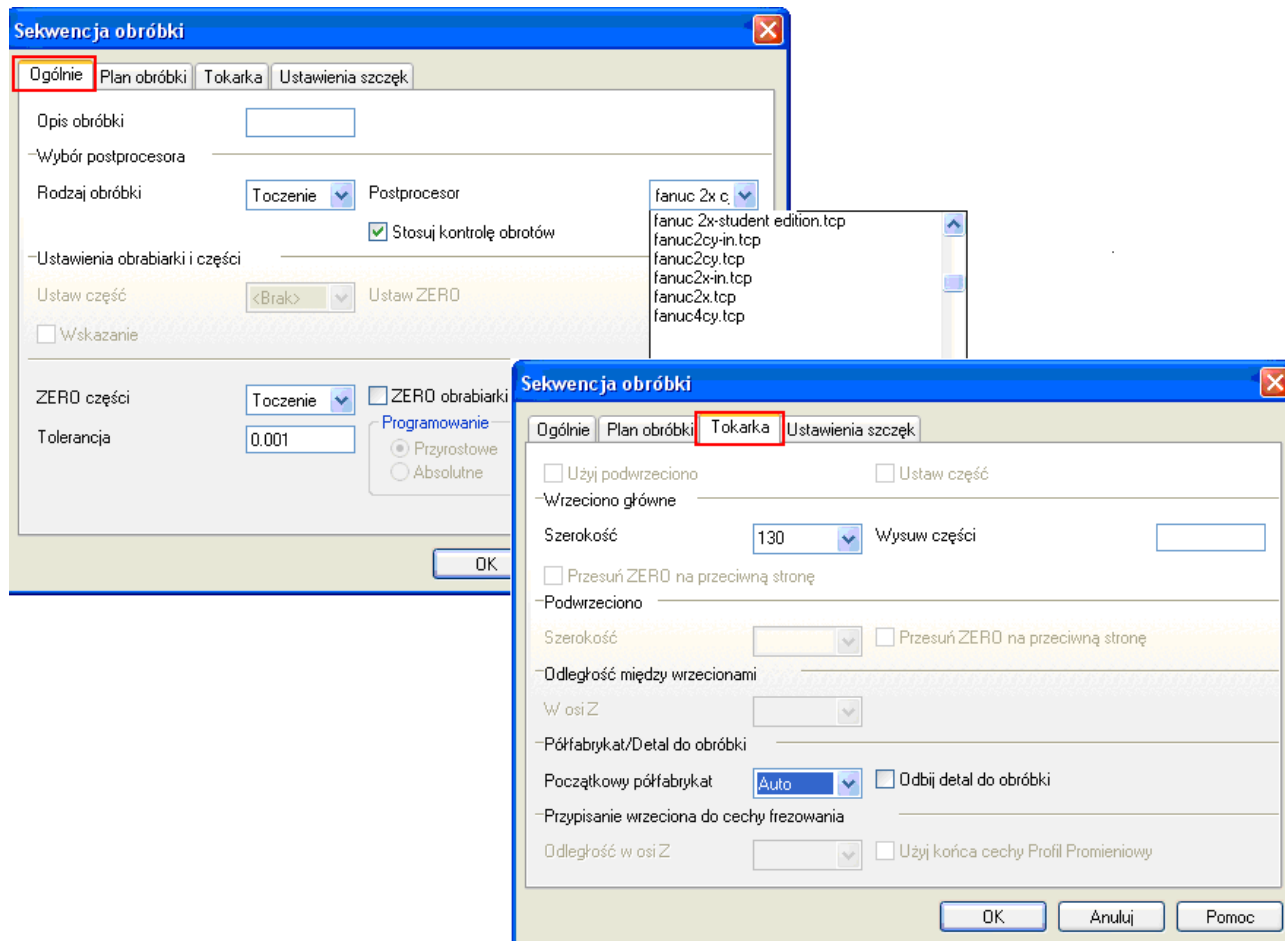 Sekwencja obróbki
Ogólnie Plan obróbki Tokarka Ustawienia szczęk
Opis obróbki
Wybór postprocesora
Rodzaj obróbki Toczenie Postprocesor fanuc 2x c
Stosuj kontrolę obrotów
fanuc 2x-student edition.tcp
fanuc2cy-in.tcp
fanuc2cy.tcp
fanuc2x-in.tcp
fanuc2x.tcp
fanuc4cy.tcp
Ustawienia obrabiarki i części
Ustaw część <Brak> Ustaw ZERO
Wskazanie
ZERO części Toczenie ZERO obrabiarki
Tolerancja 0.001
Programowanie
Przyrostowe
Absolutne
OK
Sekwencja obróbki
Ogólnie Plan obróbki Tokarka Ustawienia szczęk
Użyj podwrzeciono Ustaw część
Wrzeciono główne
Szerokość 130 Wysuw części
Przesuń ZERO na przeciwną stronę
Podwrzeciono
Szerokość Przesuń ZERO na przeciwną stronę
Odległość między wrzecionami
W osi Z
Półfabrykat/Detal do obróbki
Początkowy półfabrykat Auto Odbij detal do obróbki
Przypisanie wrzeciona do cechy frezowania
Odległość w osi Z Użyj końca cechy Profil Promieniowy
OK Anuluj Pomoc